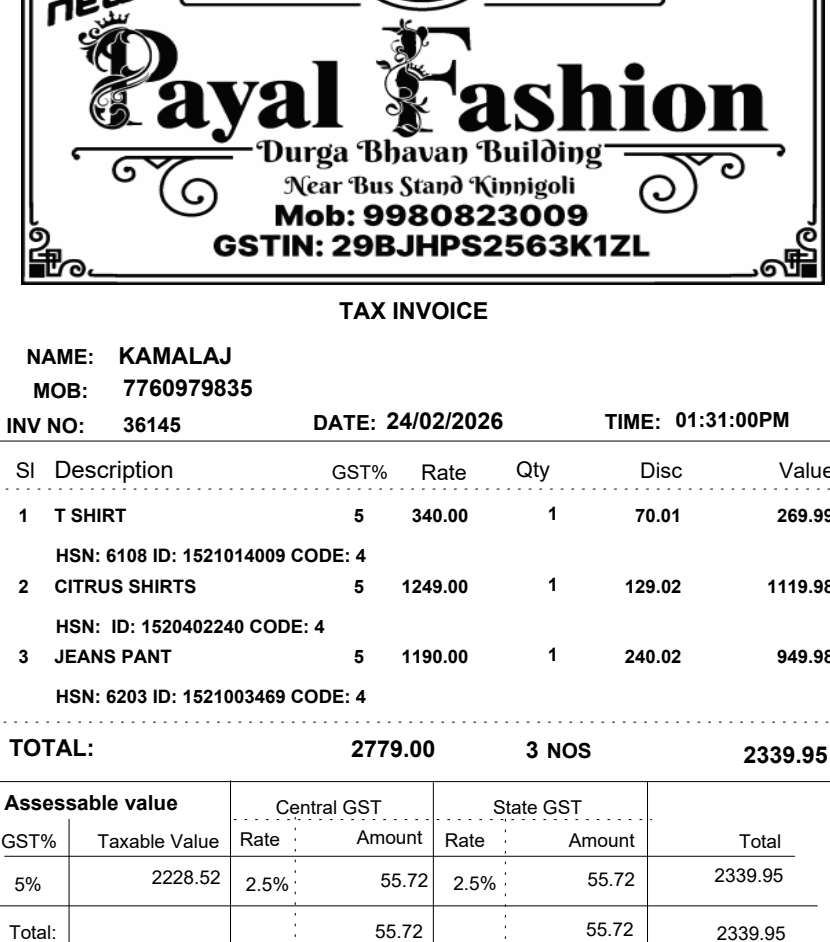 new
Payal Fashion
Durga Bhavan Building
Near Bus Stand Kinnigoli
Mob: 9980823009
GSTIN: 29BJHPS2563K1ZL
TAX INVOICE
NAME: KAMALAJ
MOB: 7760979835
INV NO: 36145 DATE: 24/02/2026 TIME: 01:31:00PM
Sl Description GST% Rate Qty Disc Value
1 T SHIRT 5 340.00 1 70.01 269.99
HSN: 6108 ID: 1521014009 CODE: 4
2 CITRUS SHIRTS 5 1249.00 1 129.02 1119.98
HSN: ID: 1520402240 CODE: 4
3 JEANS PANT 5 1190.00 1 240.02 949.98
HSN: 6203 ID: 1521003469 CODE: 4
TOTAL: 2779.00 3 NOS 2339.95
Assessable value Central GST State GST
GST% Taxable Value Rate Amount Rate Amount Total
5% 2228.52 2.5% 55.72 2.5% 55.72 2339.95
Total: 55.72 55.72 2339.95